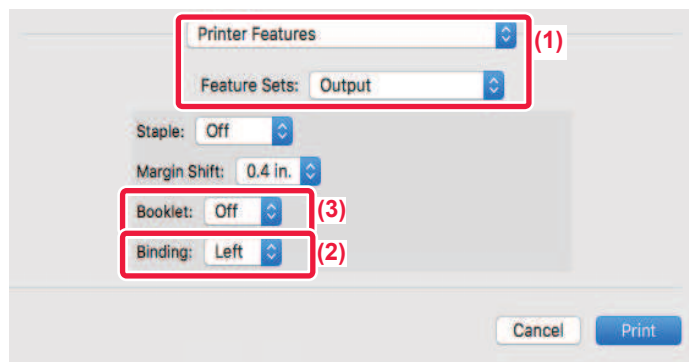 Printer Features
(1)
Feature Sets: Output
Staple: Off
Margin Shift: 0.4 in.
Booklet: Off (3)
Binding: Left (2)
Cancel Print